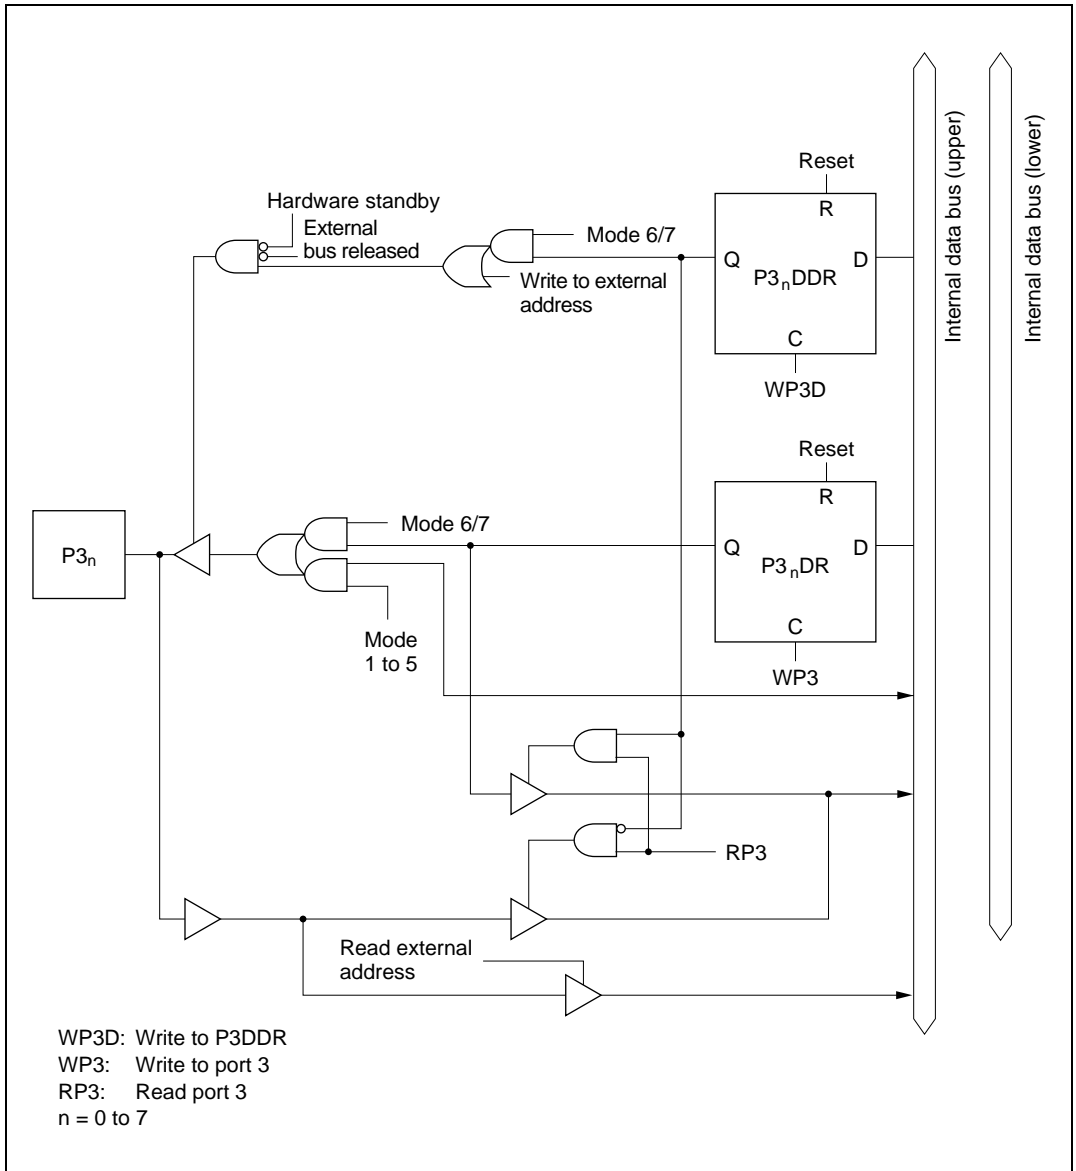 Reset
R
Hardware standby
External
bus released
Mode 6/7
Write to external
address
Q
P3nDDR
D
C
WP3D
Internal data bus (upper)
Internal data bus (lower)
Reset
R
P3n
Mode 6/7
Q
P3nDR
D
C
WP3
Mode
1 to 5
RP3
Read external
address
WP3D: Write to P3DDR
WP3: Write to port 3
RP3: Read port 3
n = 0 to 7